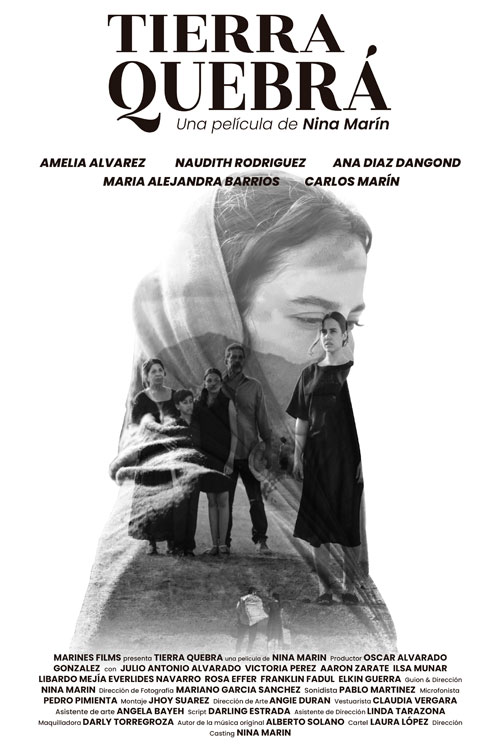 TIERRA
QUEBRÁ
Una película de Nina Marín
AMELIA ALVAREZ NAUDITH RODRIGUEZ ANA DIAZ DANGOND
MARIA ALEJANDRA BARRIOS CARLOS MARÍN
MARINES FILMS presenta TIERRA QUEBRA una película de NINA MARIN Productor OSCAR ALVARADO
GONZALEZ con JULIO ANTONIO ALVARADO VICTORIA PEREZ AARON ZARATE ILSA MUNAR
LIBARDO MEJÍA EVERLIDES NAVARRO ROSA EFFER FRANKLIN FADUL ELKIN GUERRA Guion & Dirección
NINA MARIN Dirección de Fotografía MARIANO GARCIA SANCHEZ Sonidista PABLO MARTINEZ Microfonista
PEDRO PIMIENTA Montaje JHOY SUAREZ Dirección de Arte ANGIE DURAN Vestuarista CLAUDIA VERGARA
Asistente de arte ANGELA BAYEH Script DARLING ESTRADA Asistente de Dirección LINDA TARAZONA
Maquilladora DARLY TORREGROZA Autor de la música original ALBERTO SOLANO Cartel LAURA LÓPEZ Dirección
Casting NINA MARIN